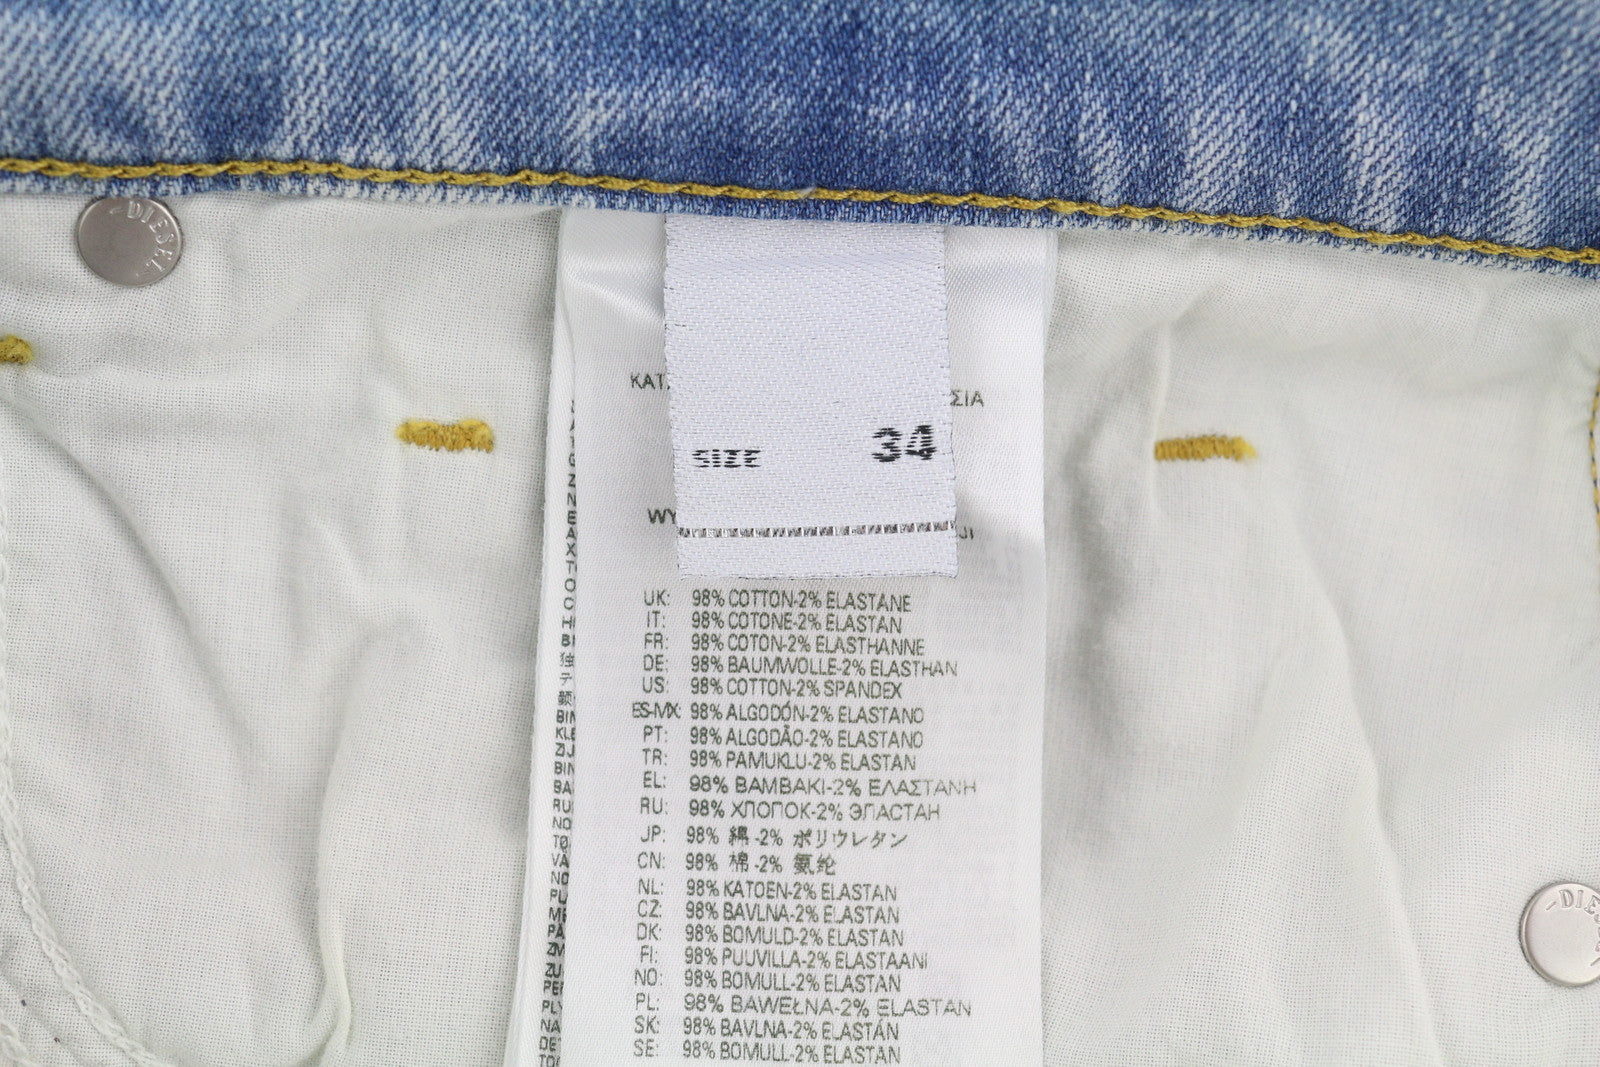 DIESEL
SIZE 34
UK: 98% COTTON-2% ELASTANE
IT: 98% COTONE-2% ELASTAN
FR: 98% COTON-2% ELASTHANNE
DE: 98% BAUMWOLLE-2% ELASTHAN
US: 98% COTTON-2% SPANDEX
ES-MX: 98% ALGODÓN-2% ELASTANO
PT: 98% ALGODÃO-2% ELASTANO
TR: 98% PAMUKLU-2% ELASTAN
EL: 98% ΒΑΜΒΑΚΙ-2% ΕΛΑΣΤΑΝΗ
RU: 98% ХЛОПОК-2% ЭЛАСТАН
JP: 98% 綿 -2% ポリウレタン
CN: 98% 棉 -2% 氨纶
NL: 98% KATOEN-2% ELASTAN
CZ: 98% BAVLNA-2% ELASTAN
DK: 98% BOMULD-2% ELASTAN
FI: 98% PUUVILLA-2% ELASTAANI
NO: 98% BOMULL-2% ELASTAN
PL: 98% BAWEŁNA-2% ELASTAN
SK: 98% BAVLNA-2% ELASTÁN
SE: 98% BOMULL-2% ELASTAN